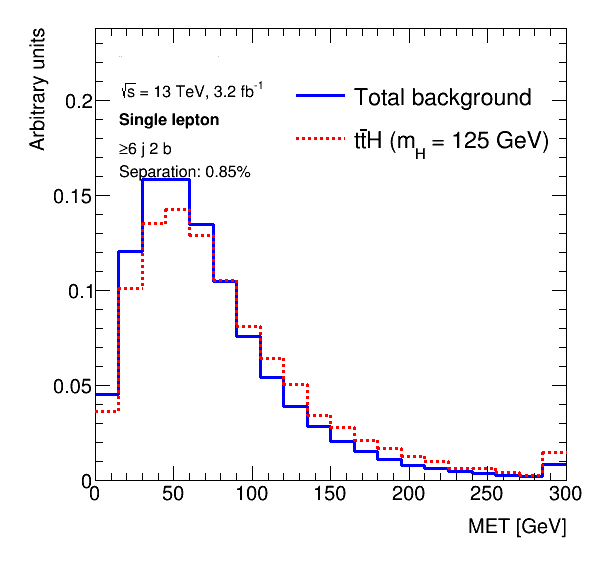 Arbitrary units
√s = 13 TeV, 3.2 fb⁻¹
Single lepton
≥6 j 2 b
Separation: 0.85%
Total background
tt̄H (m_H = 125 GeV)
0.2
0.15
0.1
0.05
0
0 50 100 150 200 250 300
MET [GeV]